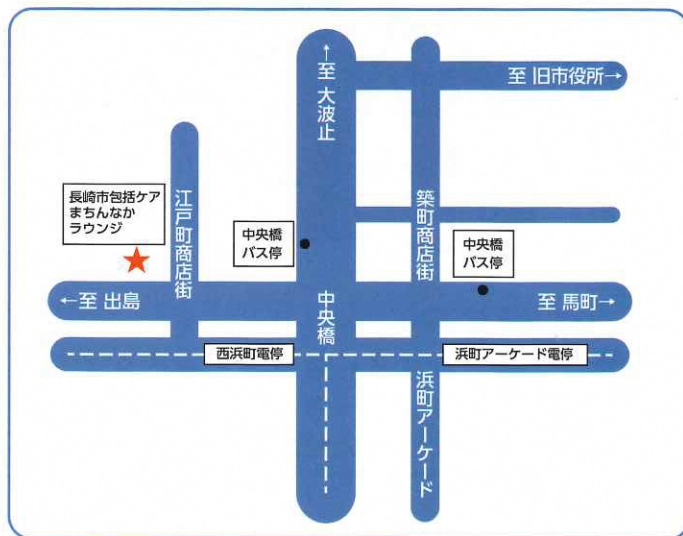 ↑至 大波止
至 旧市役所→
長崎市包括ケア
まちんなか
ラウンジ
江戸町商店街
中央橋
バス停
築町商店街
中央橋
バス停
←至 出島
中央橋
至 馬町→
西浜町電停
浜町アーケード電停
浜町アーケード